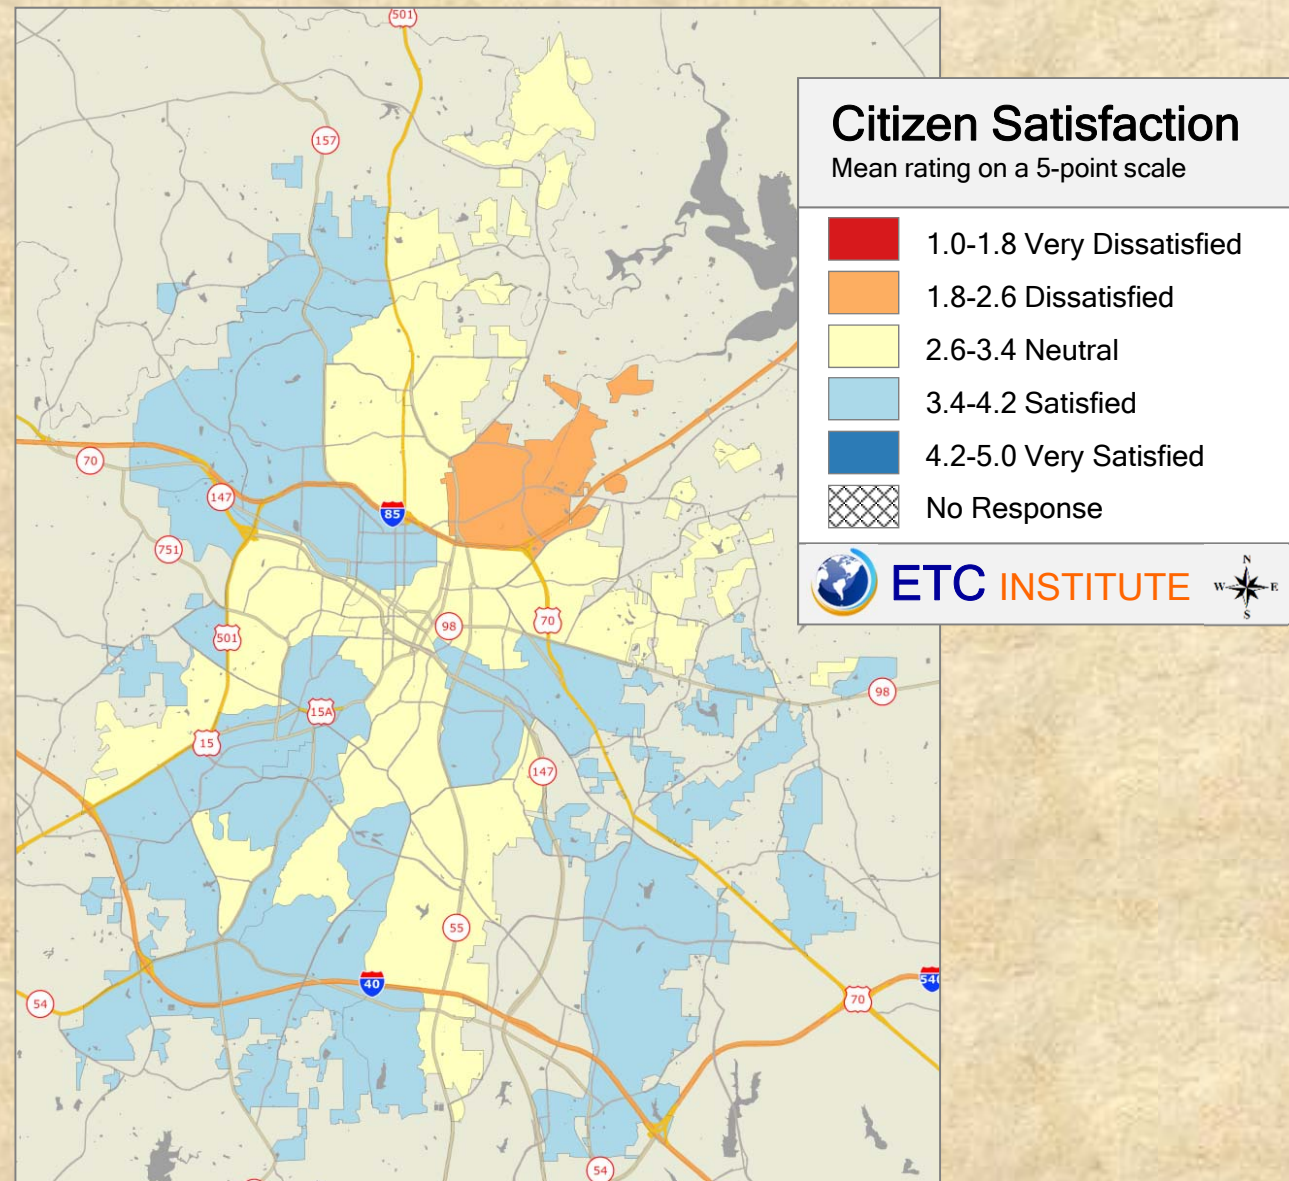 501
157
Citizen Satisfaction
Mean rating on a 5-point scale
1.0-1.8 Very Dissatisfied
1.8-2.6 Dissatisfied
2.6-3.4 Neutral
3.4-4.2 Satisfied
4.2-5.0 Very Satisfied
No Response
ETC INSTITUTE
N
W E
S
70
147
85
751
501
98
70
15A
98
15
147
55
40
54
70
540
54